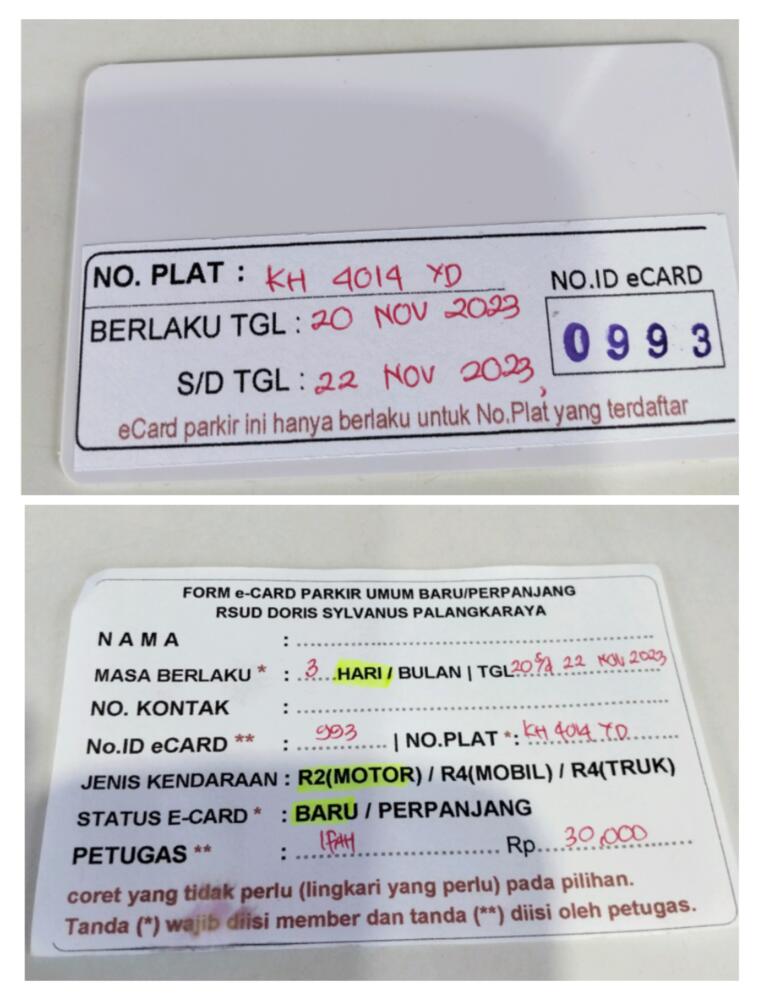 NO. PLAT : KH 4014 YD
NO.ID eCARD
BERLAKU TGL : 20 NOV 2023
0993
S/D TGL : 22 NOV 2023,
eCard parkir ini hanya berlaku untuk No.Plat yang terdaftar
FORM e-CARD PARKIR UMUM BARU/PERPANJANG
RSUD DORIS SYLVANUS PALANGKARAYA
NAMA :
MASA BERLAKU * : 3 HARI / BULAN | TGL 20 s/d 22 NOV 2023
NO. KONTAK :
No.ID eCARD ** : 993 | NO.PLAT *: KH 4014 YD
JENIS KENDARAAN : R2(MOTOR) / R4(MOBIL) / R4(TRUK)
STATUS E-CARD * : BARU / PERPANJANG
PETUGAS ** : IFAH Rp. 30,000
coret yang tidak perlu (lingkari yang perlu) pada pilihan.
Tanda (*) wajib diisi member dan tanda (**) diisi oleh petugas.